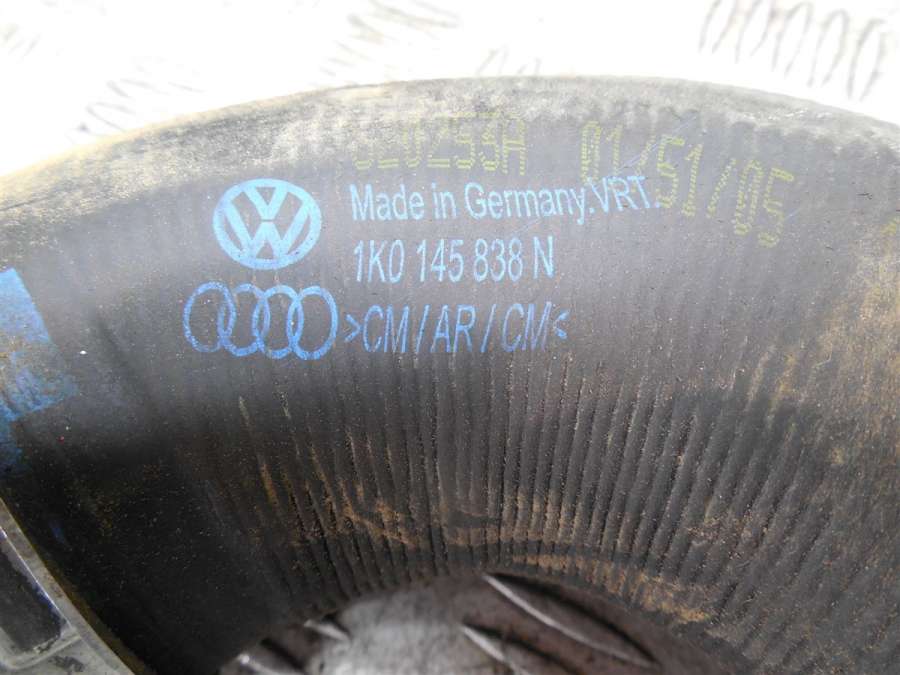 Made in Germany.VRT.
1K0 145 838 N
>CM/AR/CM<